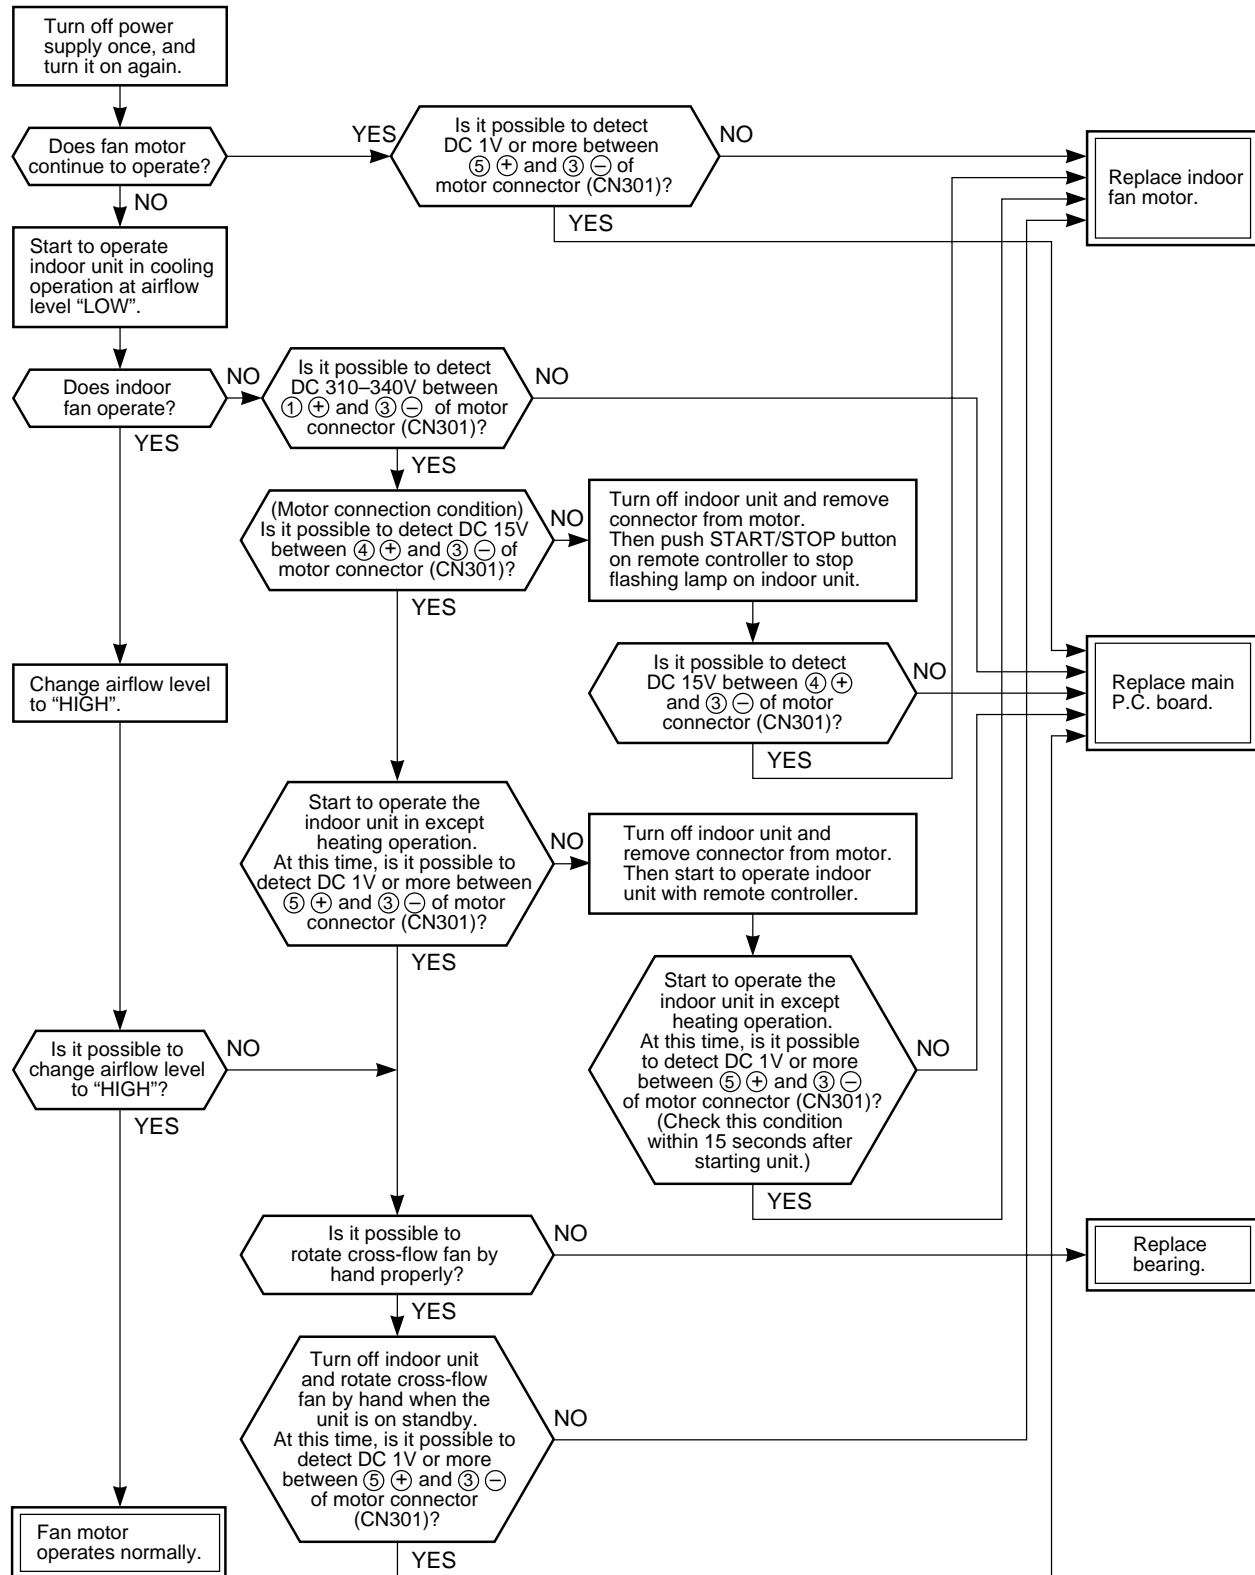 Turn off power
supply once, and
turn it on again.
Does fan motor
continue to operate?
YES
Is it possible to detect
DC 1V or more between
⑤ ⊕ and ③ ⊖ of
motor connector (CN301)?
NO
Replace indoor
fan motor.
NO
YES
Start to operate
indoor unit in cooling
operation at airflow
level “LOW”.
Does indoor
fan operate?
NO
Is it possible to detect
DC 310–340V between
① ⊕ and ③ ⊖ of motor
connector (CN301)?
NO
YES
YES
(Motor connection condition)
Is it possible to detect DC 15V
between ④ ⊕ and ③ ⊖ of
motor connector (CN301)?
NO
Turn off indoor unit and remove
connector from motor.
Then push START/STOP button
on remote controller to stop
flashing lamp on indoor unit.
YES
Change airflow level
to “HIGH”.
Is it possible to detect
DC 15V between ④ ⊕
and ③ ⊖ of motor
connector (CN301)?
NO
Replace main
P.C. board.
YES
Start to operate the
indoor unit in except
heating operation.
At this time, is it possible to
detect DC 1V or more between
⑤ ⊕ and ③ ⊖ of motor
connector (CN301)?
NO
Turn off indoor unit and
remove connector from motor.
Then start to operate indoor
unit with remote controller.
YES
Start to operate the
indoor unit in except
heating operation.
At this time, is it possible
to detect DC 1V or more
between ⑤ ⊕ and ③ ⊖
of motor connector (CN301)?
(Check this condition
within 15 seconds after
starting unit.)
NO
YES
Is it possible to
change airflow level
to “HIGH”?
NO
YES
Is it possible to
rotate cross-flow fan by
hand properly?
NO
Replace
bearing.
YES
Turn off indoor unit
and rotate cross-flow
fan by hand when the
unit is on standby.
At this time, is it possible to
detect DC 1V or more
between ⑤ ⊕ and ③ ⊖
of motor connector
(CN301)?
NO
YES
Fan motor
operates normally.